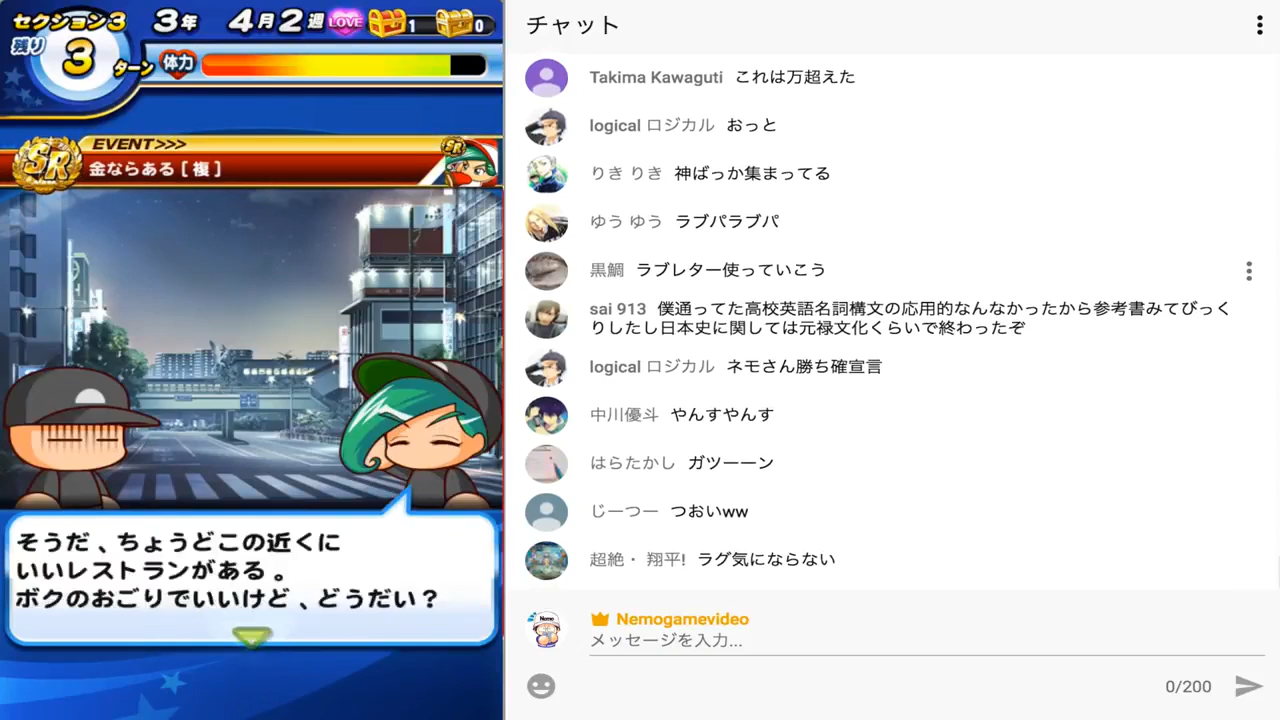 セクション3
3年 4月2週 LOVE 1 0
残り
3
ターン
体力
SR
EVENT>>>
SR
金ならある[複]
そうだ、ちょうどこの近くに
いいレストランがある。
ボクのおごりでいいけど、どうだい？
チャット
Takima Kawaguti これは万超えた
logical ロジカル おっと
りき りき 神ばっか集まってる
ゆう ゆう ラブパラブパ
黒鯛 ラブレター使っていこう
sai 913 僕通ってた高校英語名詞構文の応用的なんなかったから参考書みてびっく
りしたし日本史に関しては元禄文化くらいで終わったぞ
logical ロジカル ネモさん勝ち確宣言
中川優斗 やんすやんす
はらたかし ガツーーン
じーつー つおいww
超絶・ 翔平! ラグ気にならない
Nemo
Nemogamevideo
メッセージを入力...
0/200